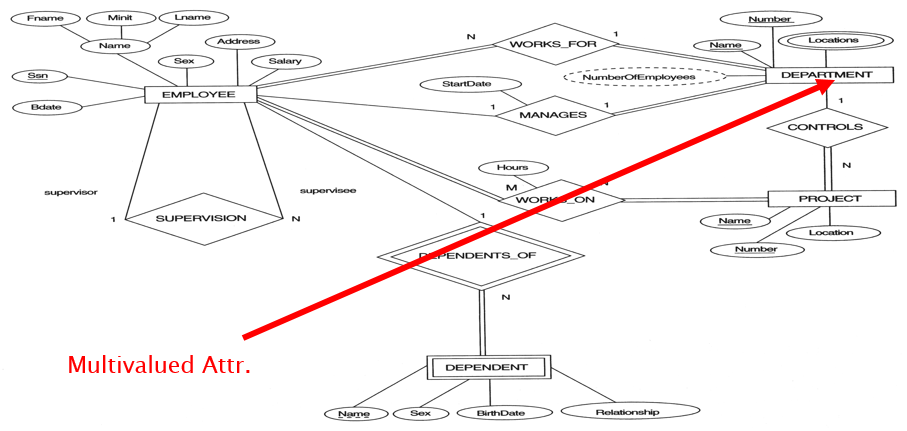 Fname
Minit
Lname
Name
Number
Locations
Address
Sex
Salary
N
WORKS_FOR
1
Name
Ssn
StartDate
NumberOfEmployees
DEPARTMENT
EMPLOYEE
Bdate
1
MANAGES
1
1
CONTROLS
Hours
N
supervisor
supervisee
M
N
WORKS_ON
PROJECT
1
SUPERVISION
N
1
Name
Location
Number
DEPENDENTS_OF
N
Multivalued Attr.
DEPENDENT
Name
Sex
BirthDate
Relationship